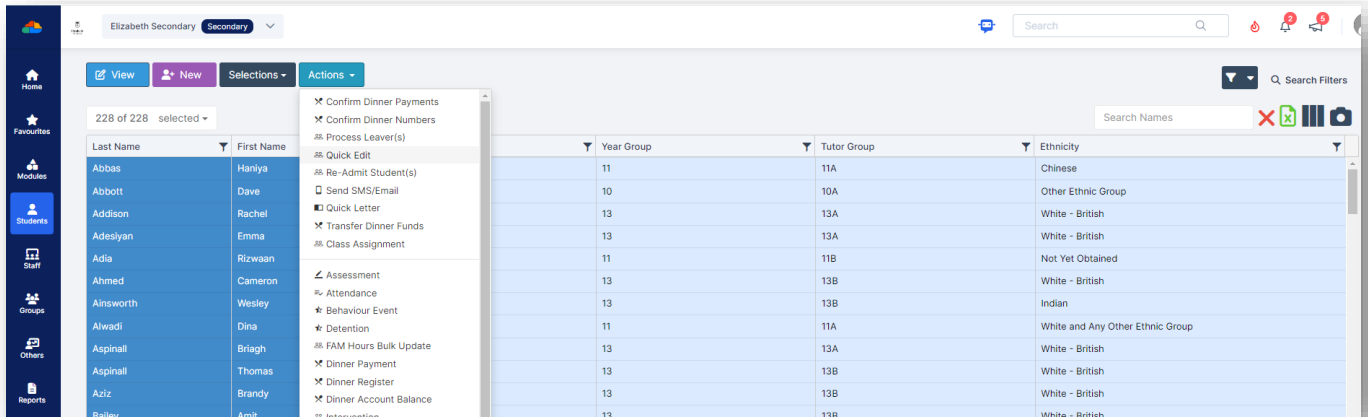 Elizabeth Secondary Secondary
Search
2
5
Home
Favourites
Modules
Students
Staff
Groups
Others
Reports
View New Selections Actions
Search Filters
228 of 228 selected
Search Names
Confirm Dinner Payments
Confirm Dinner Numbers
Process Leaver(s)
Quick Edit
Re-Admit Student(s)
Send SMS/Email
Quick Letter
Transfer Dinner Funds
Class Assignment
Assessment
Attendance
Behaviour Event
Detention
FAM Hours Bulk Update
Dinner Payment
Dinner Register
Dinner Account Balance
Intervention
Last Name First Name Year Group Tutor Group Ethnicity
Abbas Haniya 11 11A Chinese
Abbott Dave 10 10A Other Ethnic Group
Addison Rachel 13 13A White - British
Adesiyan Emma 13 13A White - British
Adia Rizwaan 11 11B Not Yet Obtained
Ahmed Cameron 13 13B White - British
Ainsworth Wesley 13 13B Indian
Alwadi Dina 11 11A White and Any Other Ethnic Group
Aspinall Briagh 13 13A White - British
Aspinall Thomas 13 13B White - British
Aziz Brandy 13 13B White - British
Bailey Amit 13 13B White - British